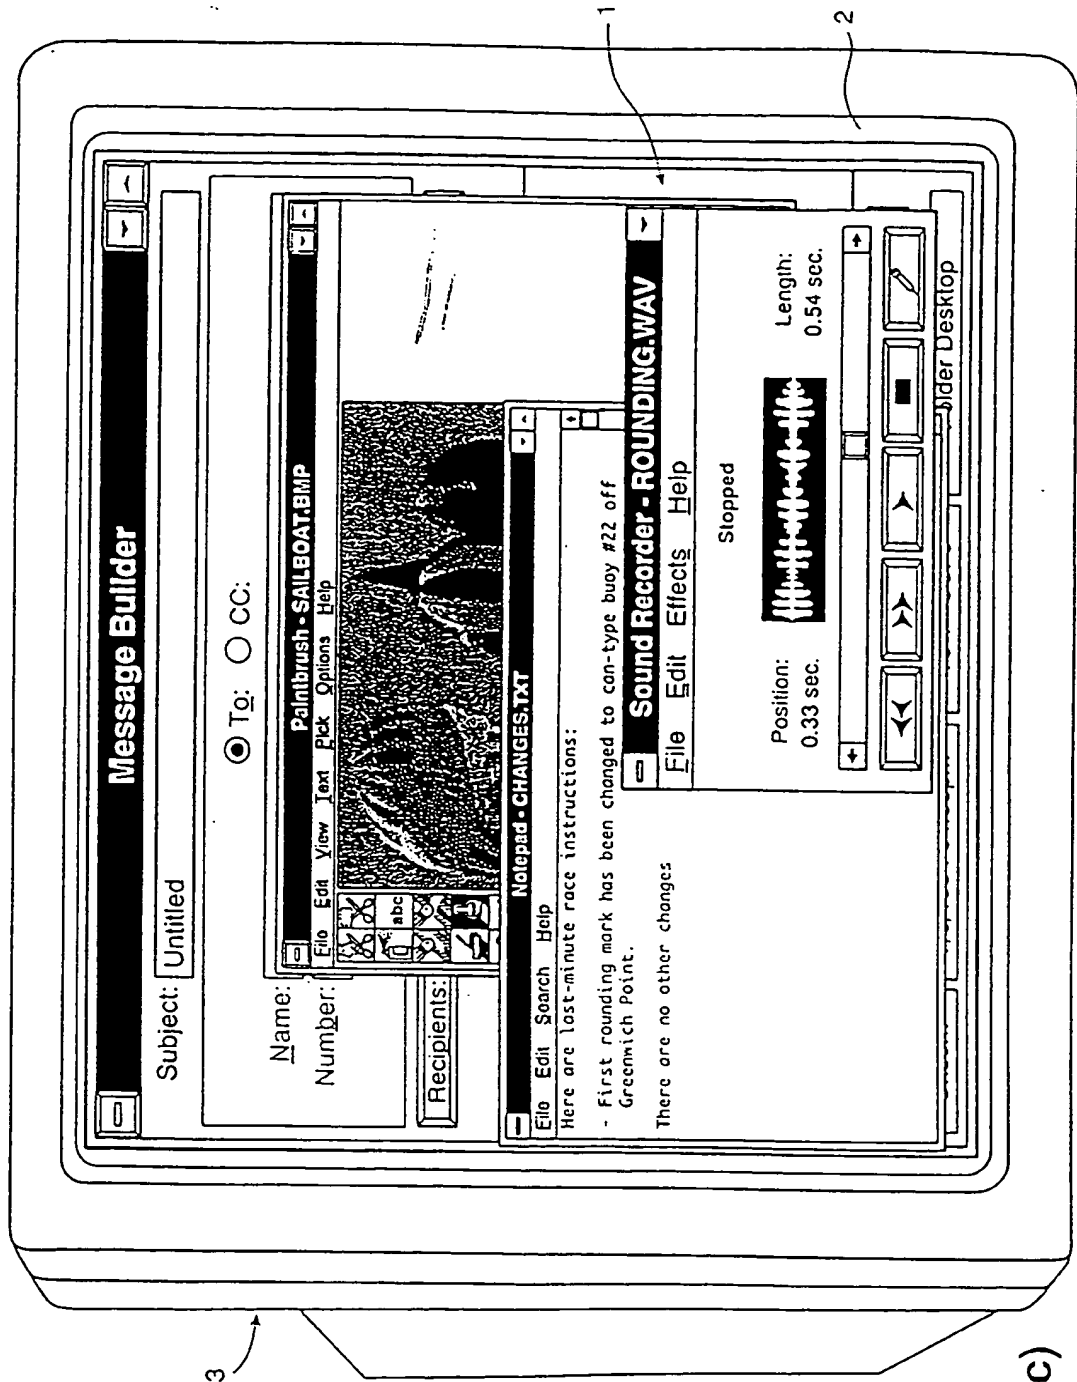 1
2
3
Message Builder
Subject: Untitled
To: CC:
Name:
Number:
Recipients:
Paintbrush - SAILBOAT.BMP
File Edit View Text Pick Options Help
abc
Notepad - CHANGES.TXT
File Edit Search Help
Here are last-minute race instructions:
- First rounding mark has been changed to can-type buoy #22 off
Greenwich Point.
There are no other changes
Sound Recorder - ROUNDING.WAV
File Edit Effects Help
Stopped
Position:
0.33 sec.
Length:
0.54 sec.
lder Desktop
c)